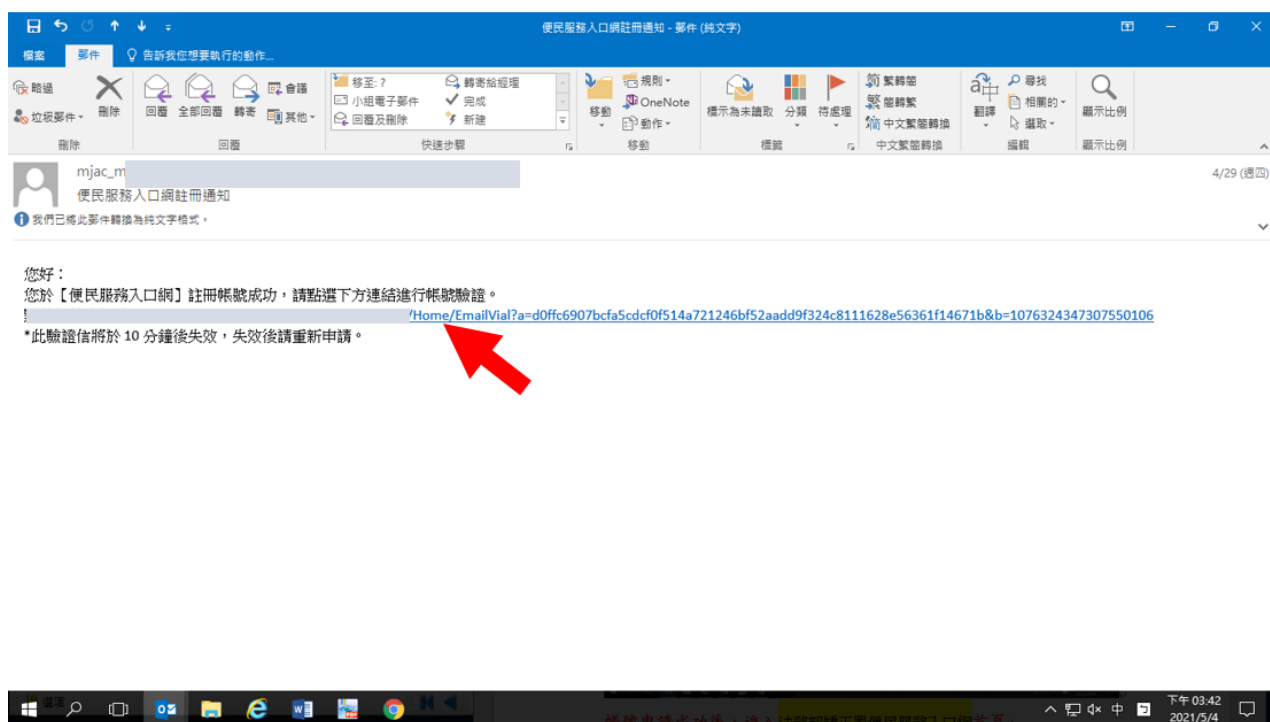 便民服務入口網註冊通知 - 郵件 (純文字)
檔案 郵件 告訴我您想要執行的動作...
略過
垃圾郵件
刪除
回覆 全部回覆 轉寄
會議
其他
移至: ?
小組電子郵件
回覆及刪除
轉寄給經理
完成
新建
移動
規則
OneNote
動作
標示為未讀取 分類 待處理
繁轉簡
簡轉繁
中文繁簡轉換
翻譯
尋找
相關的
選取
顯示比例
刪除 回覆 快速步驟 移動 標籤 中文繁簡轉換 編輯 顯示比例
mjac_m
4/29 (週四)
便民服務入口網註冊通知
我們已將此郵件轉換為純文字格式。
您好：
您於【便民服務入口網】註冊帳號成功，請點選下方連結進行帳號驗證。
/Home/EmailVial?a=d0ffc6907bcfa5cdcf0f514a721246bf52aadd9f324c8111628e56361f14671b&b=1076324347307550106
*此驗證信將於 10 分鐘後失效，失效後請重新申請。
中
下午 03:42
2021/5/4